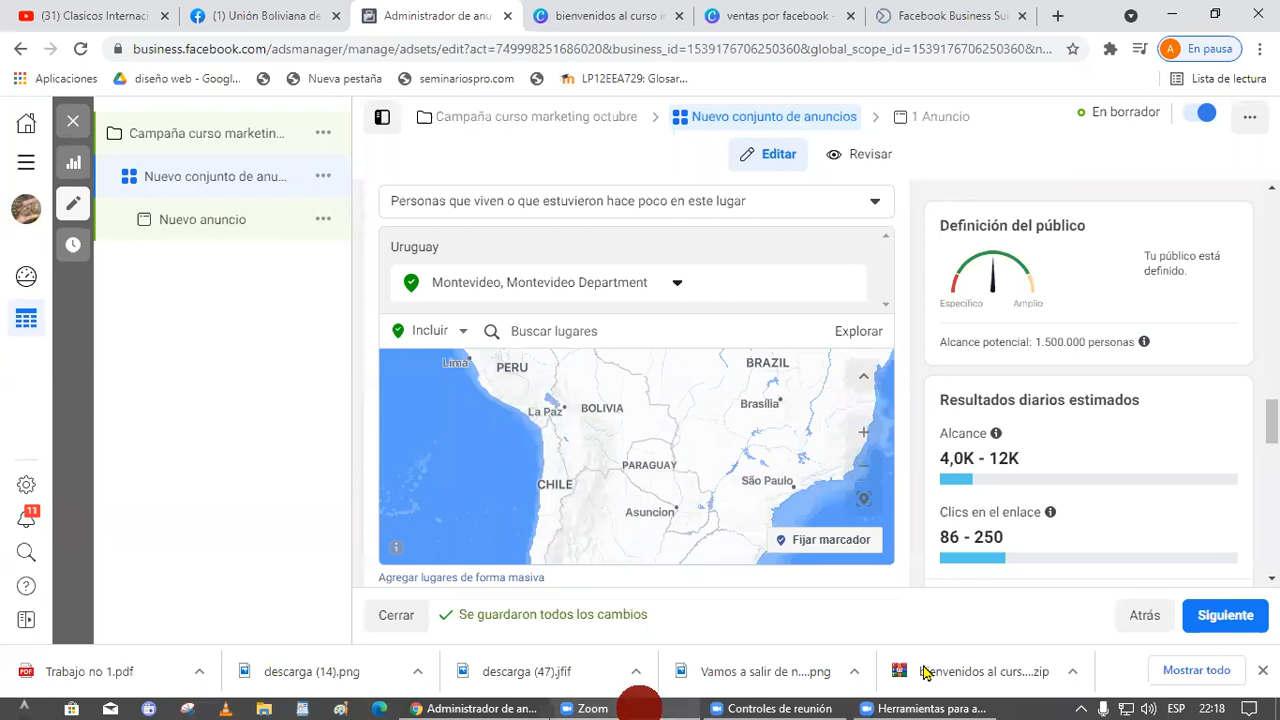 (31) Clasicos Internaci
(1) Unión Boliviana de
Administrador de anu
bienvenidos al curso i
ventas por facebook -
Facebook Business Sui
business.facebook.com/adsmanager/manage/adsets/edit?act=749998251686020&business_id=1539176706250360&global_scope_id=1539176706250360&n...
A En pausa
Aplicaciones
diseño web - Googl...
Nueva pestaña
seminariospro.com
LP12EEA729: Glosar...
Lista de lectura
Campaña curso marketing octubre
Nuevo conjunto de anuncios
1 Anuncio
En borrador
Editar
Revisar
Campaña curso marketin...
Nuevo conjunto de anu...
Nuevo anuncio
11
Personas que viven o que estuvieron hace poco en este lugar
Uruguay
Montevideo, Montevideo Department
Incluir
Buscar lugares
Explorar
Lima
PERU
BRAZIL
La Paz
BOLIVIA
Brasília
PARAGUAY
CHILE
São Paulo
Asuncion
Fijar marcador
Agregar lugares de forma masiva
Definición del público
Tu público está
definido.
Específico
Amplio
Alcance potencial: 1.500.000 personas
Resultados diarios estimados
Alcance
4,0K - 12K
Clics en el enlace
86 - 250
Cerrar
Se guardaron todos los cambios
Atrás
Siguiente
PDF
Trabajo no 1.pdf
descarga (14).png
descarga (47).jfif
Vamos a salir de n....png
bienvenidos al curs....zip
Mostrar todo
Administrador de an...
Zoom
Controles de reunión
Herramientas para a...
ESP
22:18